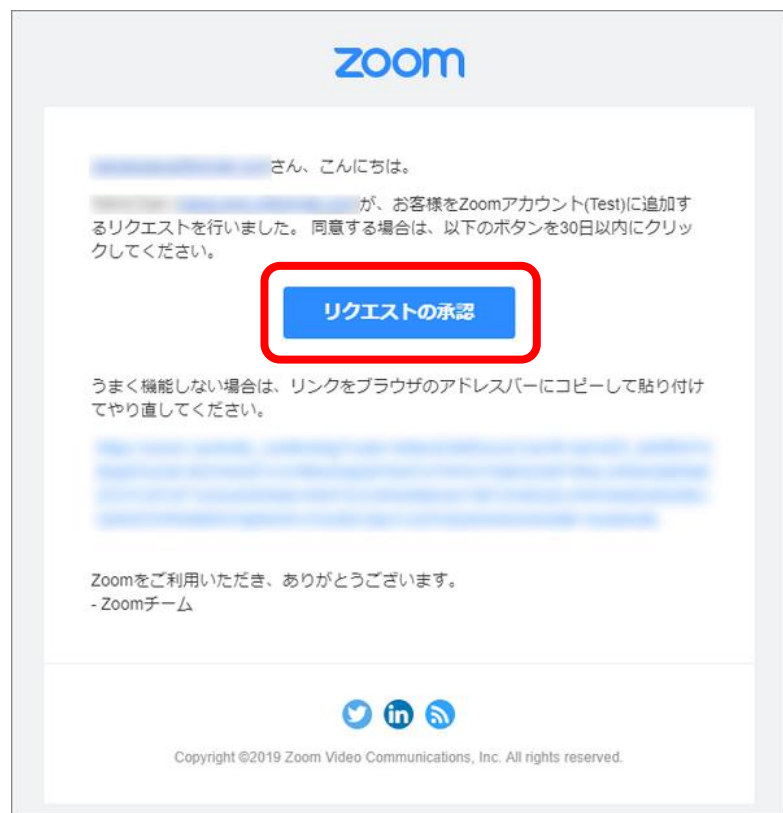 zoom
さん、こんにちは。
が、お客様をZoomアカウント(Test)に追加す
るリクエストを行いました。 同意する場合は、以下のボタンを30日以内にクリッ
クしてください。
リクエストの承認
うまく機能しない場合は、リンクをブラウザのアドレスバーにコピーして貼り付け
てやり直してください。
Zoomをご利用いただき、ありがとうございます。
- Zoomチーム
in
Copyright ©2019 Zoom Video Communications, Inc. All rights reserved.